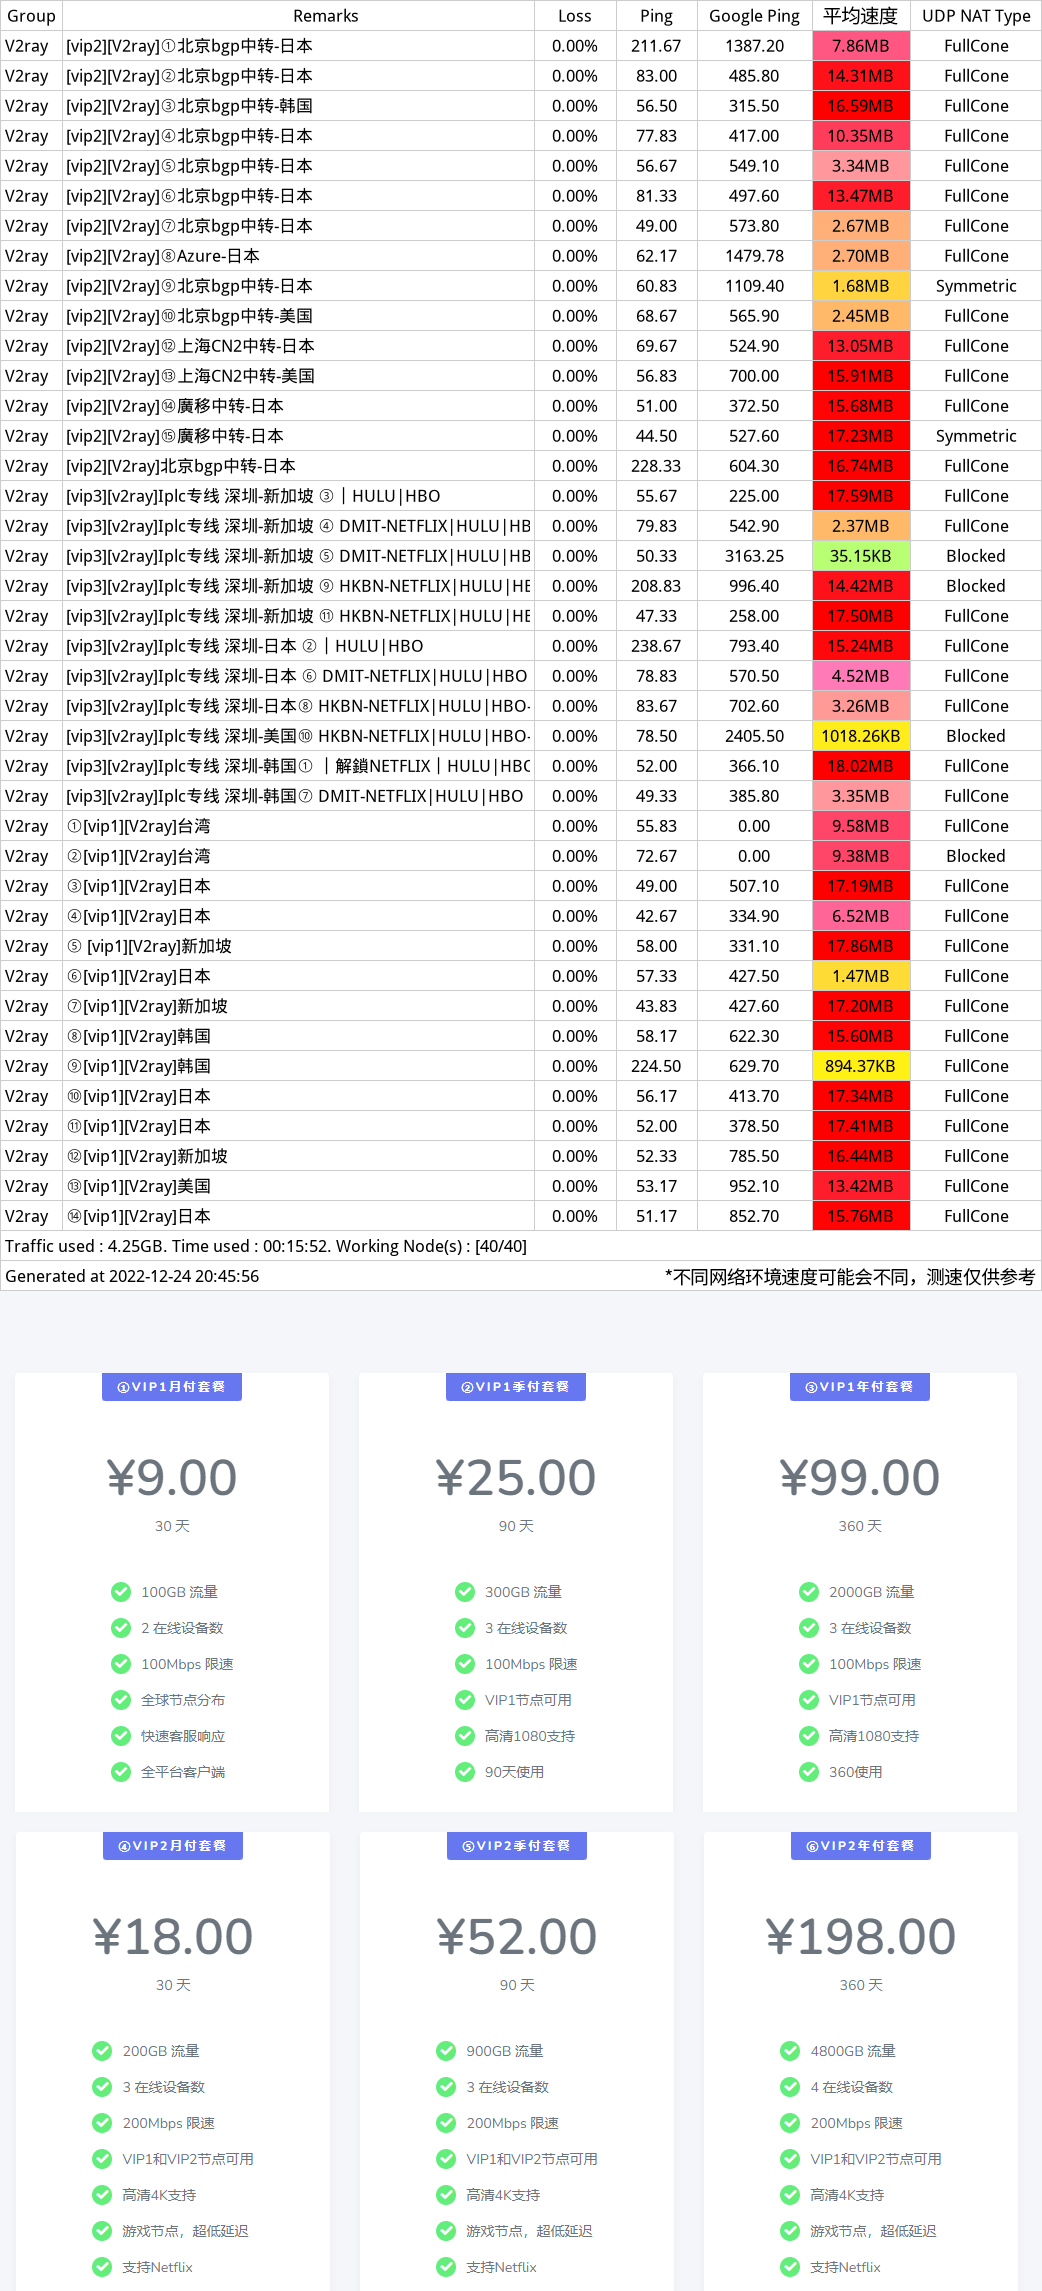 Group Remarks Loss Ping Google Ping 平均速度 UDP NAT Type
V2ray [vip2][V2ray]①北京bgp中转-日本 0.00% 211.67 1387.20 7.86MB FullCone
V2ray [vip2][V2ray]②北京bgp中转-日本 0.00% 83.00 485.80 14.31MB FullCone
V2ray [vip2][V2ray]③北京bgp中转-韩国 0.00% 56.50 315.50 16.59MB FullCone
V2ray [vip2][V2ray]④北京bgp中转-日本 0.00% 77.83 417.00 10.35MB FullCone
V2ray [vip2][V2ray]⑤北京bgp中转-日本 0.00% 56.67 549.10 3.34MB FullCone
V2ray [vip2][V2ray]⑥北京bgp中转-日本 0.00% 81.33 497.60 13.47MB FullCone
V2ray [vip2][V2ray]⑦北京bgp中转-日本 0.00% 49.00 573.80 2.67MB FullCone
V2ray [vip2][V2ray]⑧Azure-日本 0.00% 62.17 1479.78 2.70MB FullCone
V2ray [vip2][V2ray]⑨北京bgp中转-日本 0.00% 60.83 1109.40 1.68MB Symmetric
V2ray [vip2][V2ray]⑩北京bgp中转-美国 0.00% 68.67 565.90 2.45MB FullCone
V2ray [vip2][V2ray]⑫上海CN2中转-日本 0.00% 69.67 524.90 13.05MB FullCone
V2ray [vip2][V2ray]⑬上海CN2中转-美国 0.00% 56.83 700.00 15.91MB FullCone
V2ray [vip2][V2ray]⑭廣移中转-日本 0.00% 51.00 372.50 15.68MB FullCone
V2ray [vip2][V2ray]⑮廣移中转-日本 0.00% 44.50 527.60 17.23MB Symmetric
V2ray [vip2][V2ray]北京bgp中转-日本 0.00% 228.33 604.30 16.74MB FullCone
V2ray [vip3][v2ray]Iplc专线 深圳-新加坡 ③｜HULU|HBO 0.00% 55.67 225.00 17.59MB FullCone
V2ray [vip3][v2ray]Iplc专线 深圳-新加坡 ④ DMIT-NETFLIX|HULU|HB 0.00% 79.83 542.90 2.37MB FullCone
V2ray [vip3][v2ray]Iplc专线 深圳-新加坡 ⑤ DMIT-NETFLIX|HULU|HB 0.00% 50.33 3163.25 35.15KB Blocked
V2ray [vip3][v2ray]Iplc专线 深圳-新加坡 ⑨ HKBN-NETFLIX|HULU|HB 0.00% 208.83 996.40 14.42MB Blocked
V2ray [vip3][v2ray]Iplc专线 深圳-新加坡 ⑪ HKBN-NETFLIX|HULU|HB 0.00% 47.33 258.00 17.50MB FullCone
V2ray [vip3][v2ray]Iplc专线 深圳-日本 ②｜HULU|HBO 0.00% 238.67 793.40 15.24MB FullCone
V2ray [vip3][v2ray]Iplc专线 深圳-日本 ⑥ DMIT-NETFLIX|HULU|HBO 0.00% 78.83 570.50 4.52MB FullCone
V2ray [vip3][v2ray]Iplc专线 深圳-日本⑧ HKBN-NETFLIX|HULU|HBO- 0.00% 83.67 702.60 3.26MB FullCone
V2ray [vip3][v2ray]Iplc专线 深圳-美国⑩ HKBN-NETFLIX|HULU|HBO- 0.00% 78.50 2405.50 1018.26KB Blocked
V2ray [vip3][v2ray]Iplc专线 深圳-韩国① ｜解鎖NETFLIX｜HULU|HBO 0.00% 52.00 366.10 18.02MB FullCone
V2ray [vip3][v2ray]Iplc专线 深圳-韩国⑦ DMIT-NETFLIX|HULU|HBO 0.00% 49.33 385.80 3.35MB FullCone
V2ray ①[vip1][V2ray]台湾 0.00% 55.83 0.00 9.58MB FullCone
V2ray ②[vip1][V2ray]台湾 0.00% 72.67 0.00 9.38MB Blocked
V2ray ③[vip1][V2ray]日本 0.00% 49.00 507.10 17.19MB FullCone
V2ray ④[vip1][V2ray]日本 0.00% 42.67 334.90 6.52MB FullCone
V2ray ⑤ [vip1][V2ray]新加坡 0.00% 58.00 331.10 17.86MB FullCone
V2ray ⑥[vip1][V2ray]日本 0.00% 57.33 427.50 1.47MB FullCone
V2ray ⑦[vip1][V2ray]新加坡 0.00% 43.83 427.60 17.20MB FullCone
V2ray ⑧[vip1][V2ray]韩国 0.00% 58.17 622.30 15.60MB FullCone
V2ray ⑨[vip1][V2ray]韩国 0.00% 224.50 629.70 894.37KB FullCone
V2ray ⑩[vip1][V2ray]日本 0.00% 56.17 413.70 17.34MB FullCone
V2ray ⑪[vip1][V2ray]日本 0.00% 52.00 378.50 17.41MB FullCone
V2ray ⑫[vip1][V2ray]新加坡 0.00% 52.33 785.50 16.44MB FullCone
V2ray ⑬[vip1][V2ray]美国 0.00% 53.17 952.10 13.42MB FullCone
V2ray ⑭[vip1][V2ray]日本 0.00% 51.17 852.70 15.76MB FullCone
Traffic used : 4.25GB. Time used : 00:15:52. Working Node(s) : [40/40]
Generated at 2022-12-24 20:45:56 *不同网络环境速度可能会不同，测速仅供参考
①VIP1月付套餐
¥9.00
30 天
100GB 流量
2 在线设备数
100Mbps 限速
全球节点分布
快速客服响应
全平台客户端
②VIP1季付套餐
¥25.00
90 天
300GB 流量
3 在线设备数
100Mbps 限速
VIP1节点可用
高清1080支持
90天使用
③VIP1年付套餐
¥99.00
360 天
2000GB 流量
3 在线设备数
100Mbps 限速
VIP1节点可用
高清1080支持
360使用
④VIP2月付套餐
¥18.00
30 天
200GB 流量
3 在线设备数
200Mbps 限速
VIP1和VIP2节点可用
高清4K支持
游戏节点，超低延迟
支持Netflix
⑤VIP2季付套餐
¥52.00
90 天
900GB 流量
3 在线设备数
200Mbps 限速
VIP1和VIP2节点可用
高清4K支持
游戏节点，超低延迟
支持Netflix
⑥VIP2年付套餐
¥198.00
360 天
4800GB 流量
4 在线设备数
200Mbps 限速
VIP1和VIP2节点可用
高清4K支持
游戏节点，超低延迟
支持Netflix